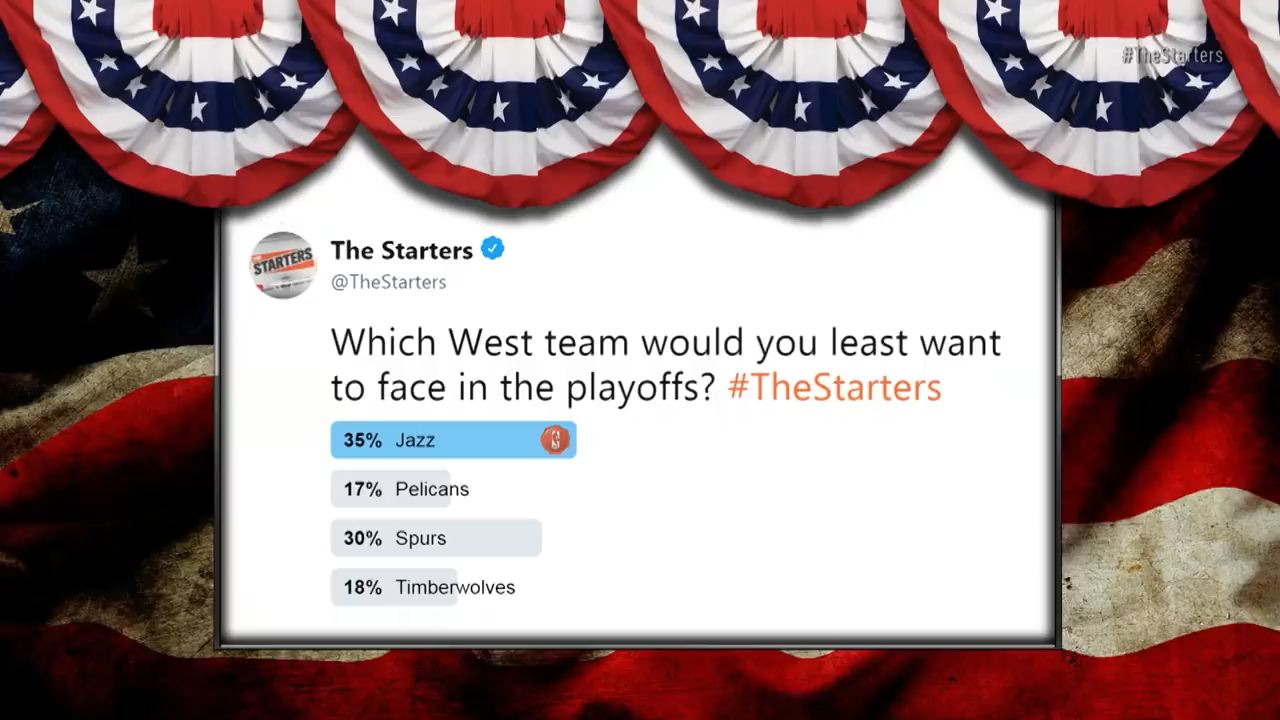 #TheStarters
STARTERS
The Starters
@TheStarters
Which West team would you least want
to face in the playoffs? #TheStarters
35% Jazz
17% Pelicans
30% Spurs
18% Timberwolves